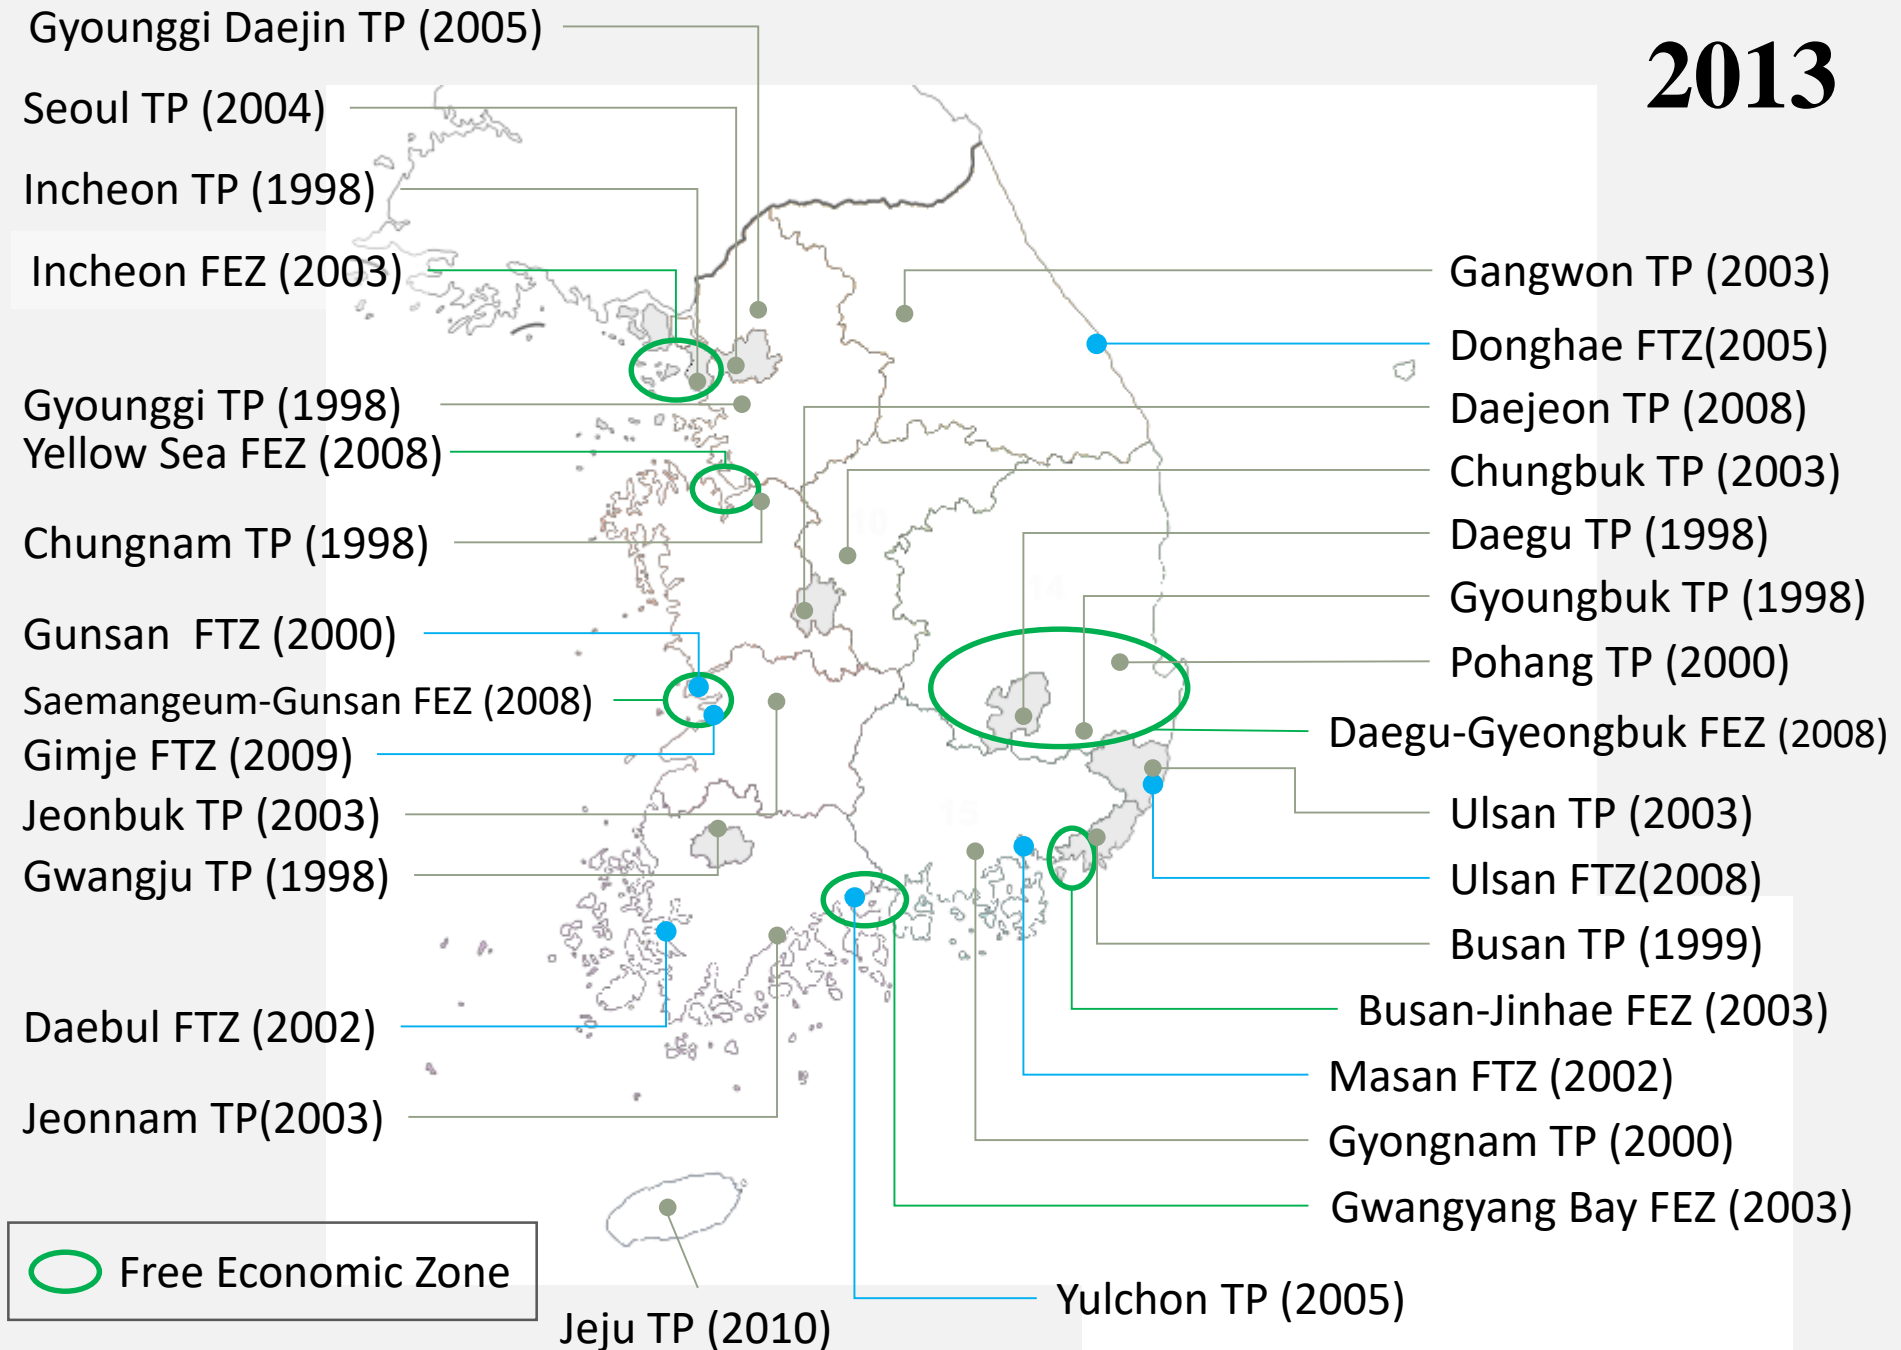 2013
Gyounggi Daejin TP (2005)
Seoul TP (2004)
Incheon TP (1998)
Incheon FEZ (2003)
Gyounggi TP (1998)
Yellow Sea FEZ (2008)
Chungnam TP (1998)
Gunsan FTZ (2000)
Saemangeum-Gunsan FEZ (2008)
Gimje FTZ (2009)
Jeonbuk TP (2003)
Gwangju TP (1998)
Daebul FTZ (2002)
Jeonnam TP(2003)
Free Economic Zone
Jeju TP (2010)
10
14
15
Gangwon TP (2003)
Donghae FTZ(2005)
Daejeon TP (2008)
Chungbuk TP (2003)
Daegu TP (1998)
Gyoungbuk TP (1998)
Pohang TP (2000)
Daegu-Gyeongbuk FEZ (2008)
Ulsan TP (2003)
Ulsan FTZ(2008)
Busan TP (1999)
Busan-Jinhae FEZ (2003)
Masan FTZ (2002)
Gyongnam TP (2000)
Gwangyang Bay FEZ (2003)
Yulchon TP (2005)